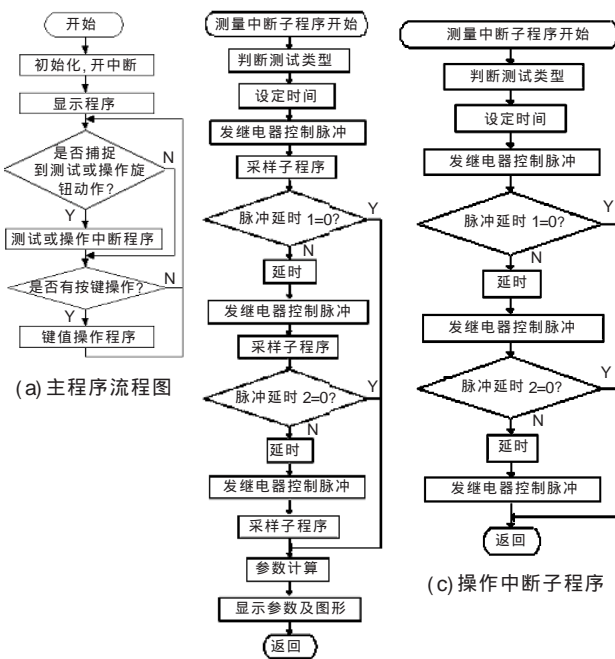 开始
初始化,开中断
显示程序
是否捕捉
到测试或操作旋
钮动作?
N
Y
测试或操作中断程序
是否有按键操作?
N
Y
键值操作程序
(a)主程序流程图
测量中断子程序开始
判断测试类型
设定时间
发继电器控制脉冲
采样子程序
脉冲延时 1=0?
Y
N
延时
发继电器控制脉冲
采样子程序
脉冲延时 2=0?
Y
N
延时
发继电器控制脉冲
采样子程序
参数计算
显示参数及图形
返回
测量中断子程序开始
判断测试类型
设定时间
发继电器控制脉冲
脉冲延时 1=0?
Y
N
延时
发继电器控制脉冲
脉冲延时 2=0?
Y
N
延时
发继电器控制脉冲
返回
(c)操作中断子程序